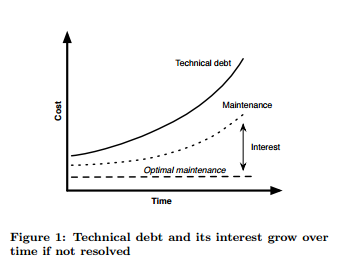 Technical debt
Maintenance
Cost
Interest
Optimal maintenance
Time
Figure 1: Technical debt and its interest grow over
time if not resolved